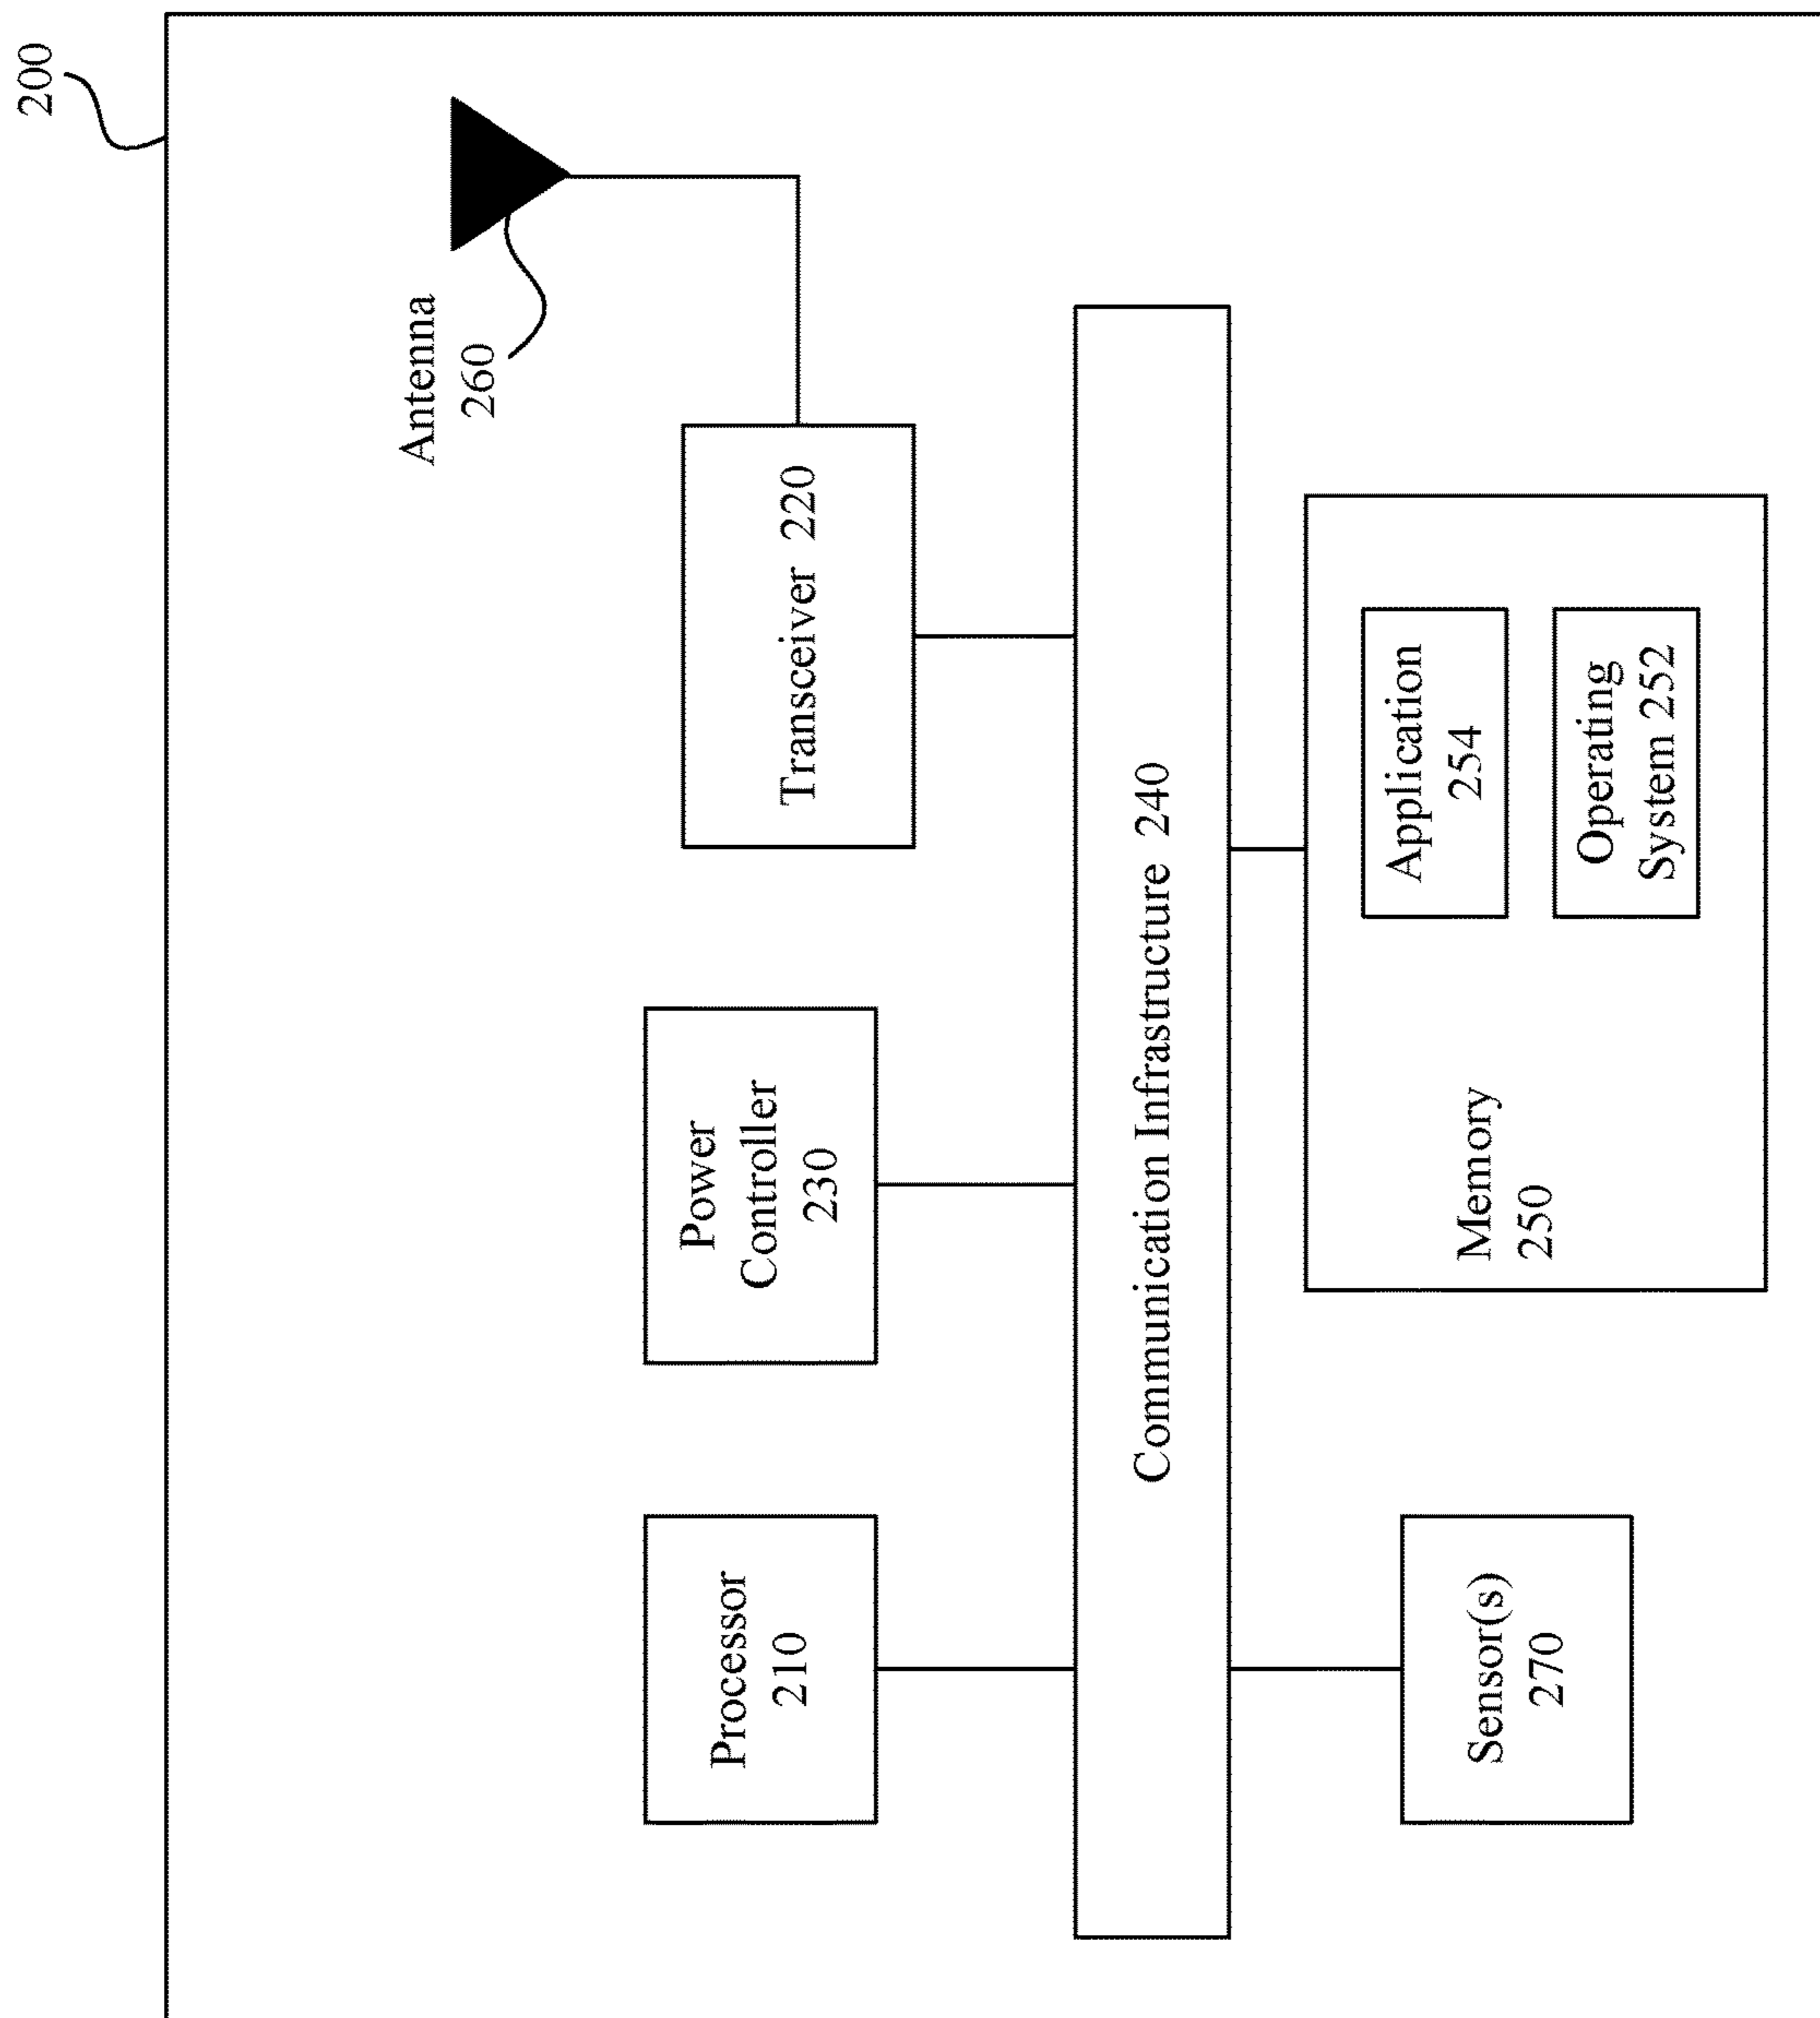 200
Antenna
260
Processor
210
Power
Controller
230
Transceiver 220
Communication Infrastructure 240
Sensor(s)
270
Memory
250
Application
254
Operating
System 252